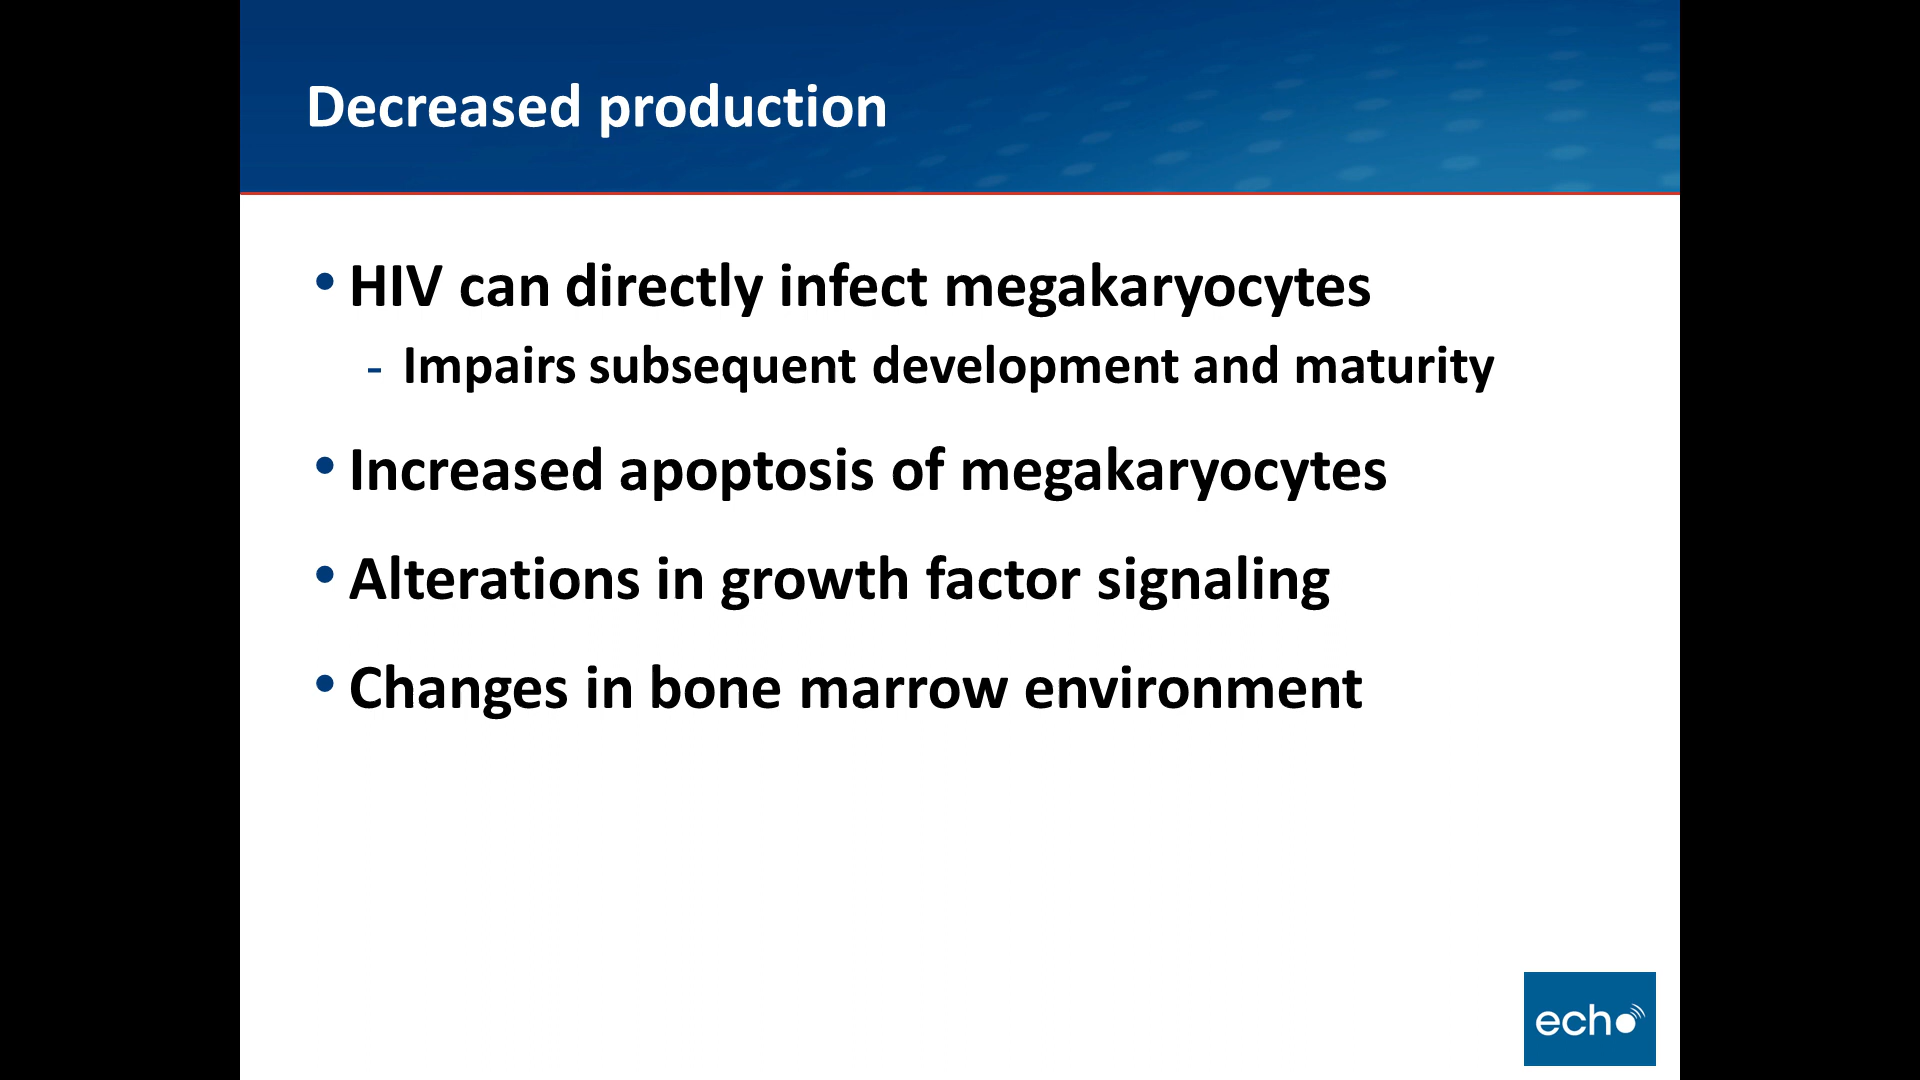 Decreased production
• HIV can directly infect megakaryocytes
- Impairs subsequent development and maturity
• Increased apoptosis of megakaryocytes
• Alterations in growth factor signaling
• Changes in bone marrow environment
echo